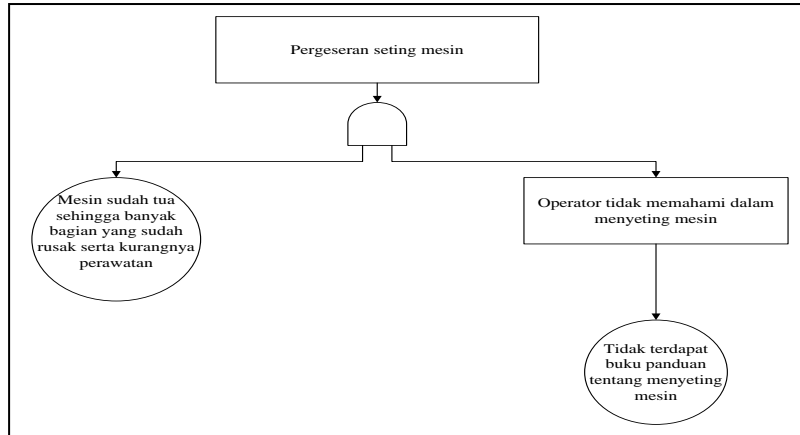 Pergeseran seting mesin
Mesin sudah tua
sehingga banyak
bagian yang sudah
rusak serta kurangnya
perawatan
Operator tidak memahami dalam
menyeting mesin
Tidak terdapat
buku panduan
tentang menyeting
mesin